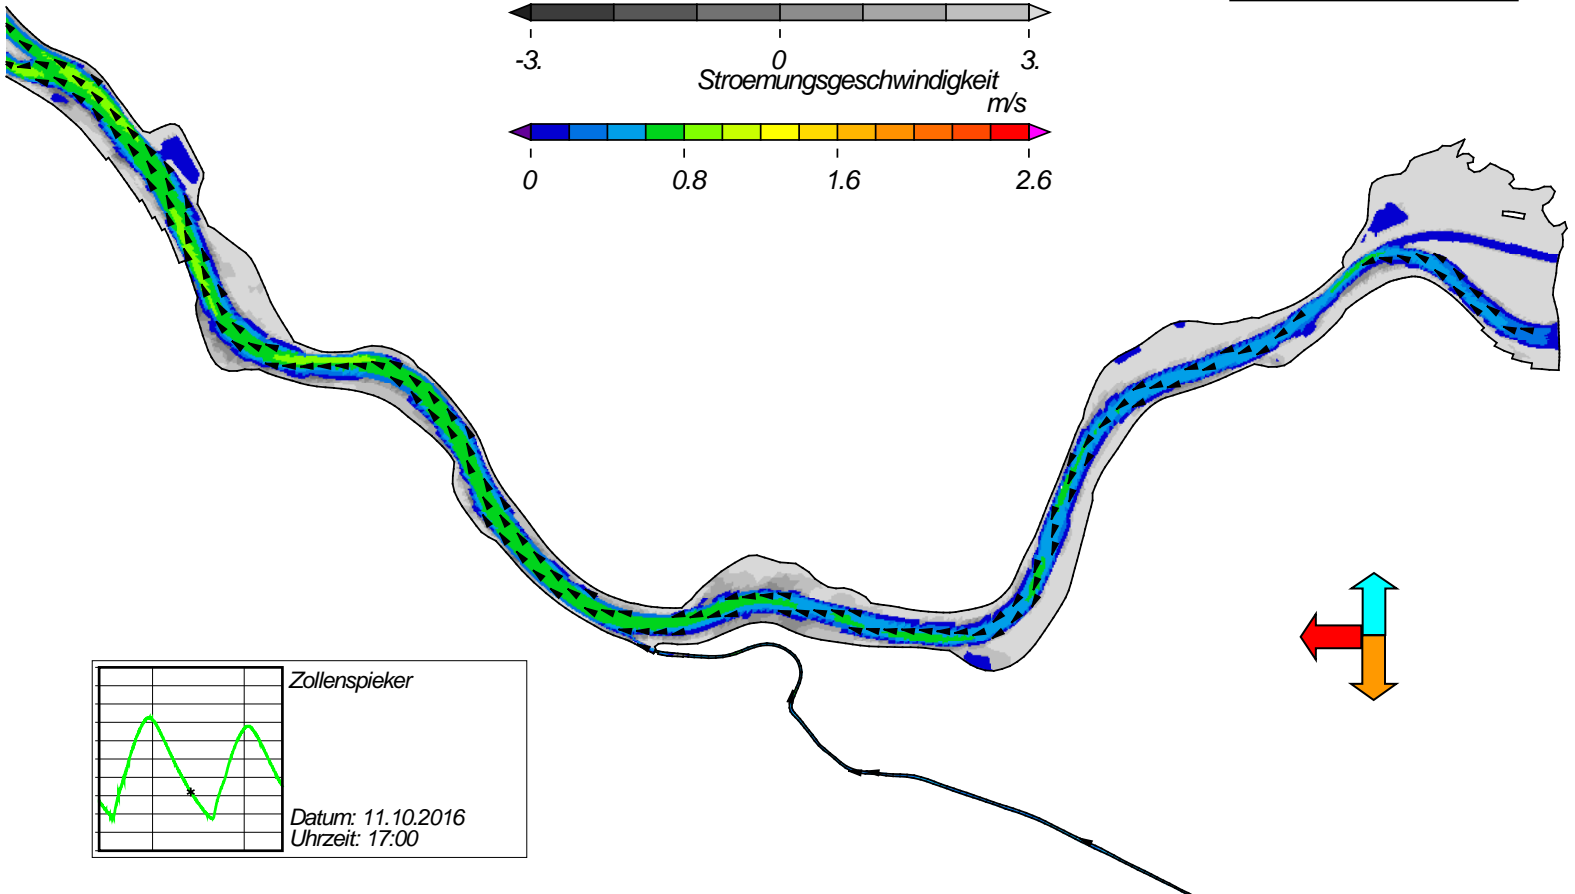 -3. 0 3.
Stroemungsgeschwindigkeit
m/s
0 0.8 1.6 2.6
Zollenspieker
Datum: 11.10.2016
Uhrzeit: 17:00